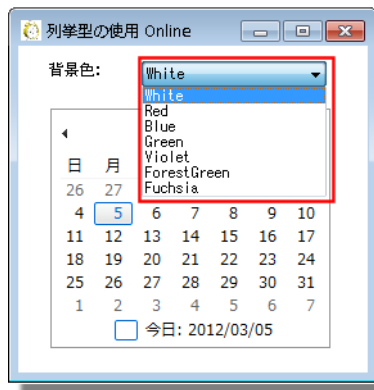 列挙型の使用 Online
背景色:
White
White
Red
Blue
Green
Violet
ForestGreen
Fuchsia
日 月
26 27
4 5 6 7 8 9 10
11 12 13 14 15 16 17
18 19 20 21 22 23 24
25 26 27 28 29 30 31
1 2 3 4 5 6 7
今日: 2012/03/05